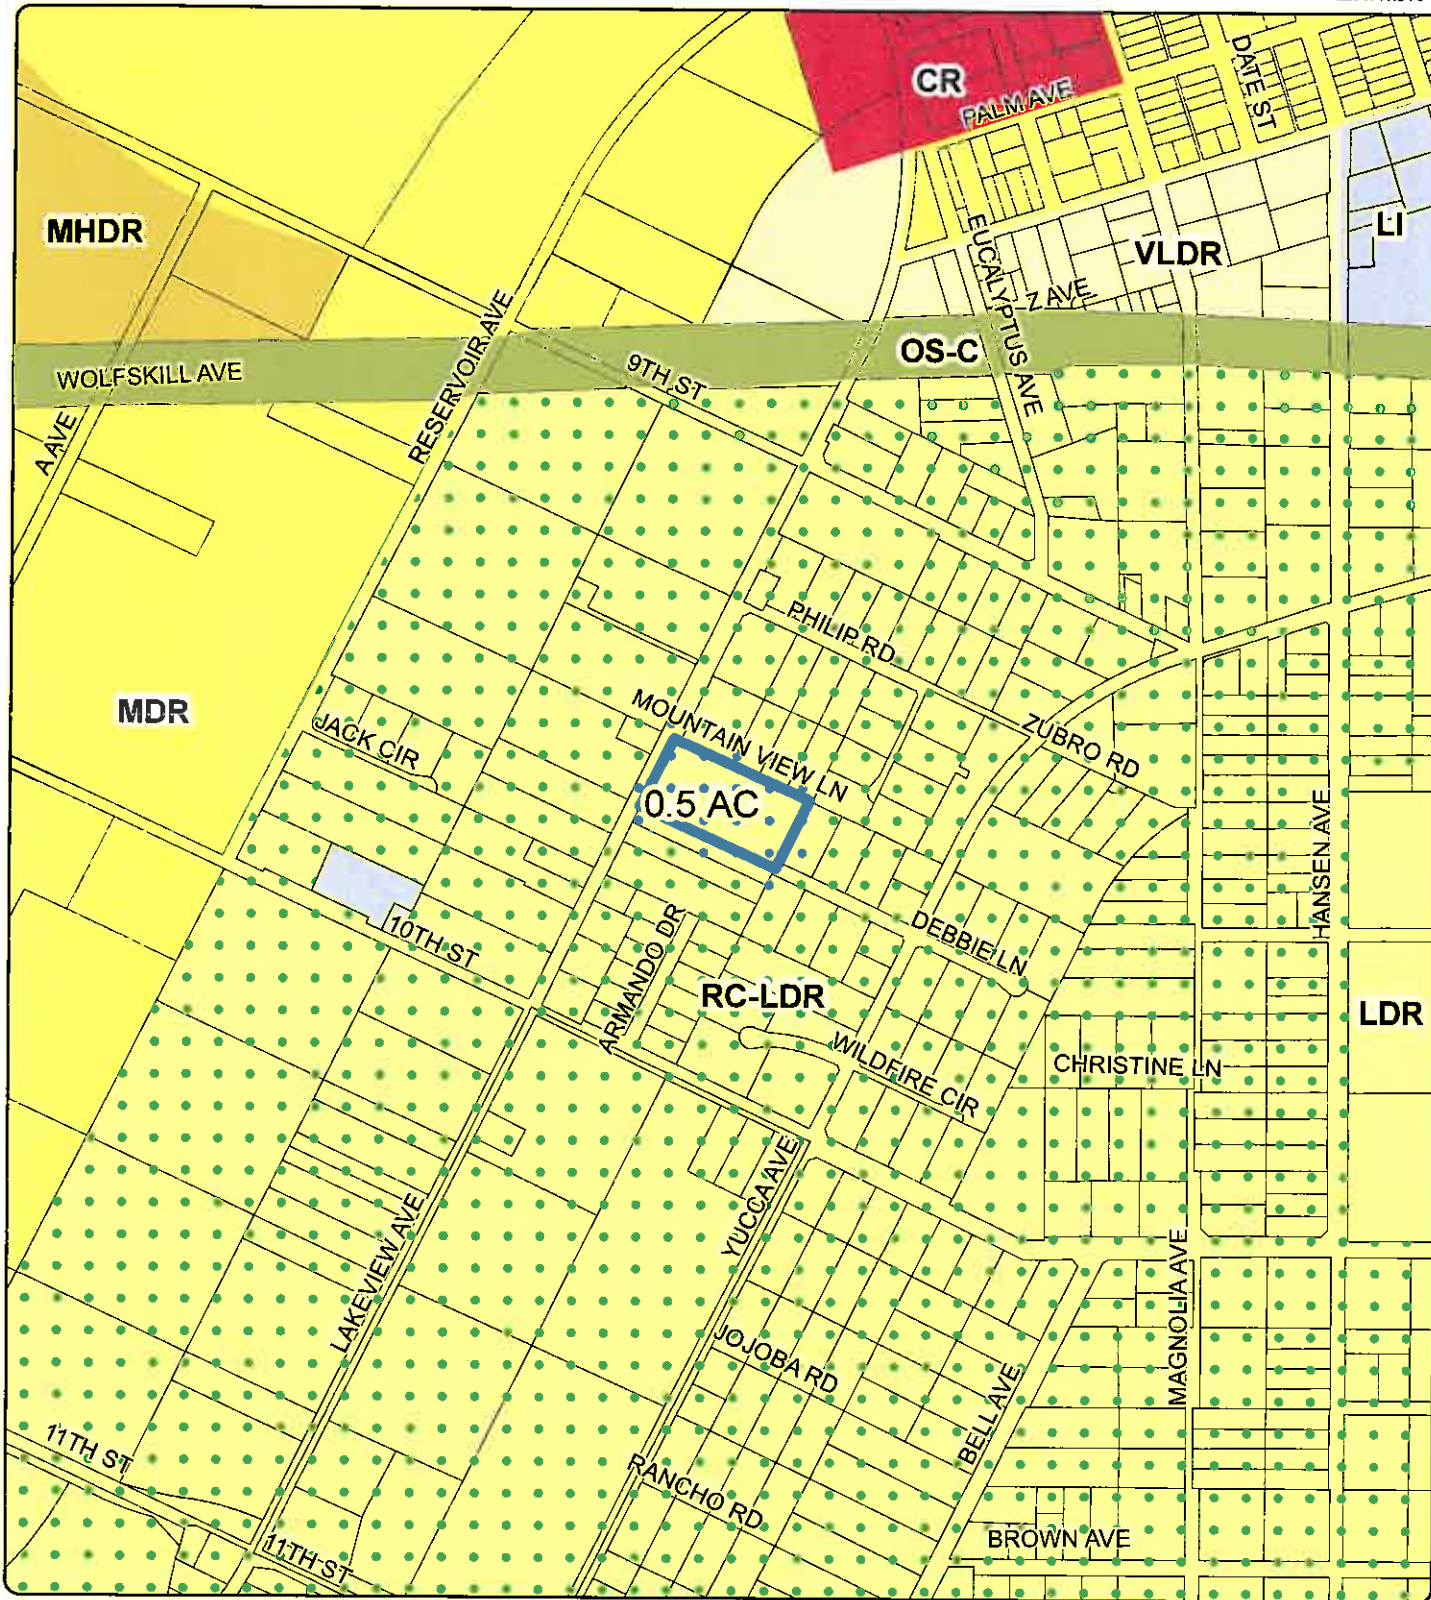 DATE ST
CR
PALM AVE
MHDR
LI
VLDR
EUCALYPTUS AVE
Z AVE
RESERVOIR AVE
OS-C
9TH ST
WOLFSKILL AVE
A AVE
PHILIP RD
MOUNTAIN VIEW LN
MDR
JACK CIR
ZUBRO RD
0.5 AC
HANSEN AVE
10TH ST
ARMANDO DR
DEBBIE LN
RC-LDR
LDR
WILDFIRE CIR
CHRISTINE LN
YUCCA AVE
LAKEVIEW AVE
MAGNOLIA AVE
JOJOBA RD
BELL AVE
11TH ST
RANCHO RD
BROWN AVE
11TH ST